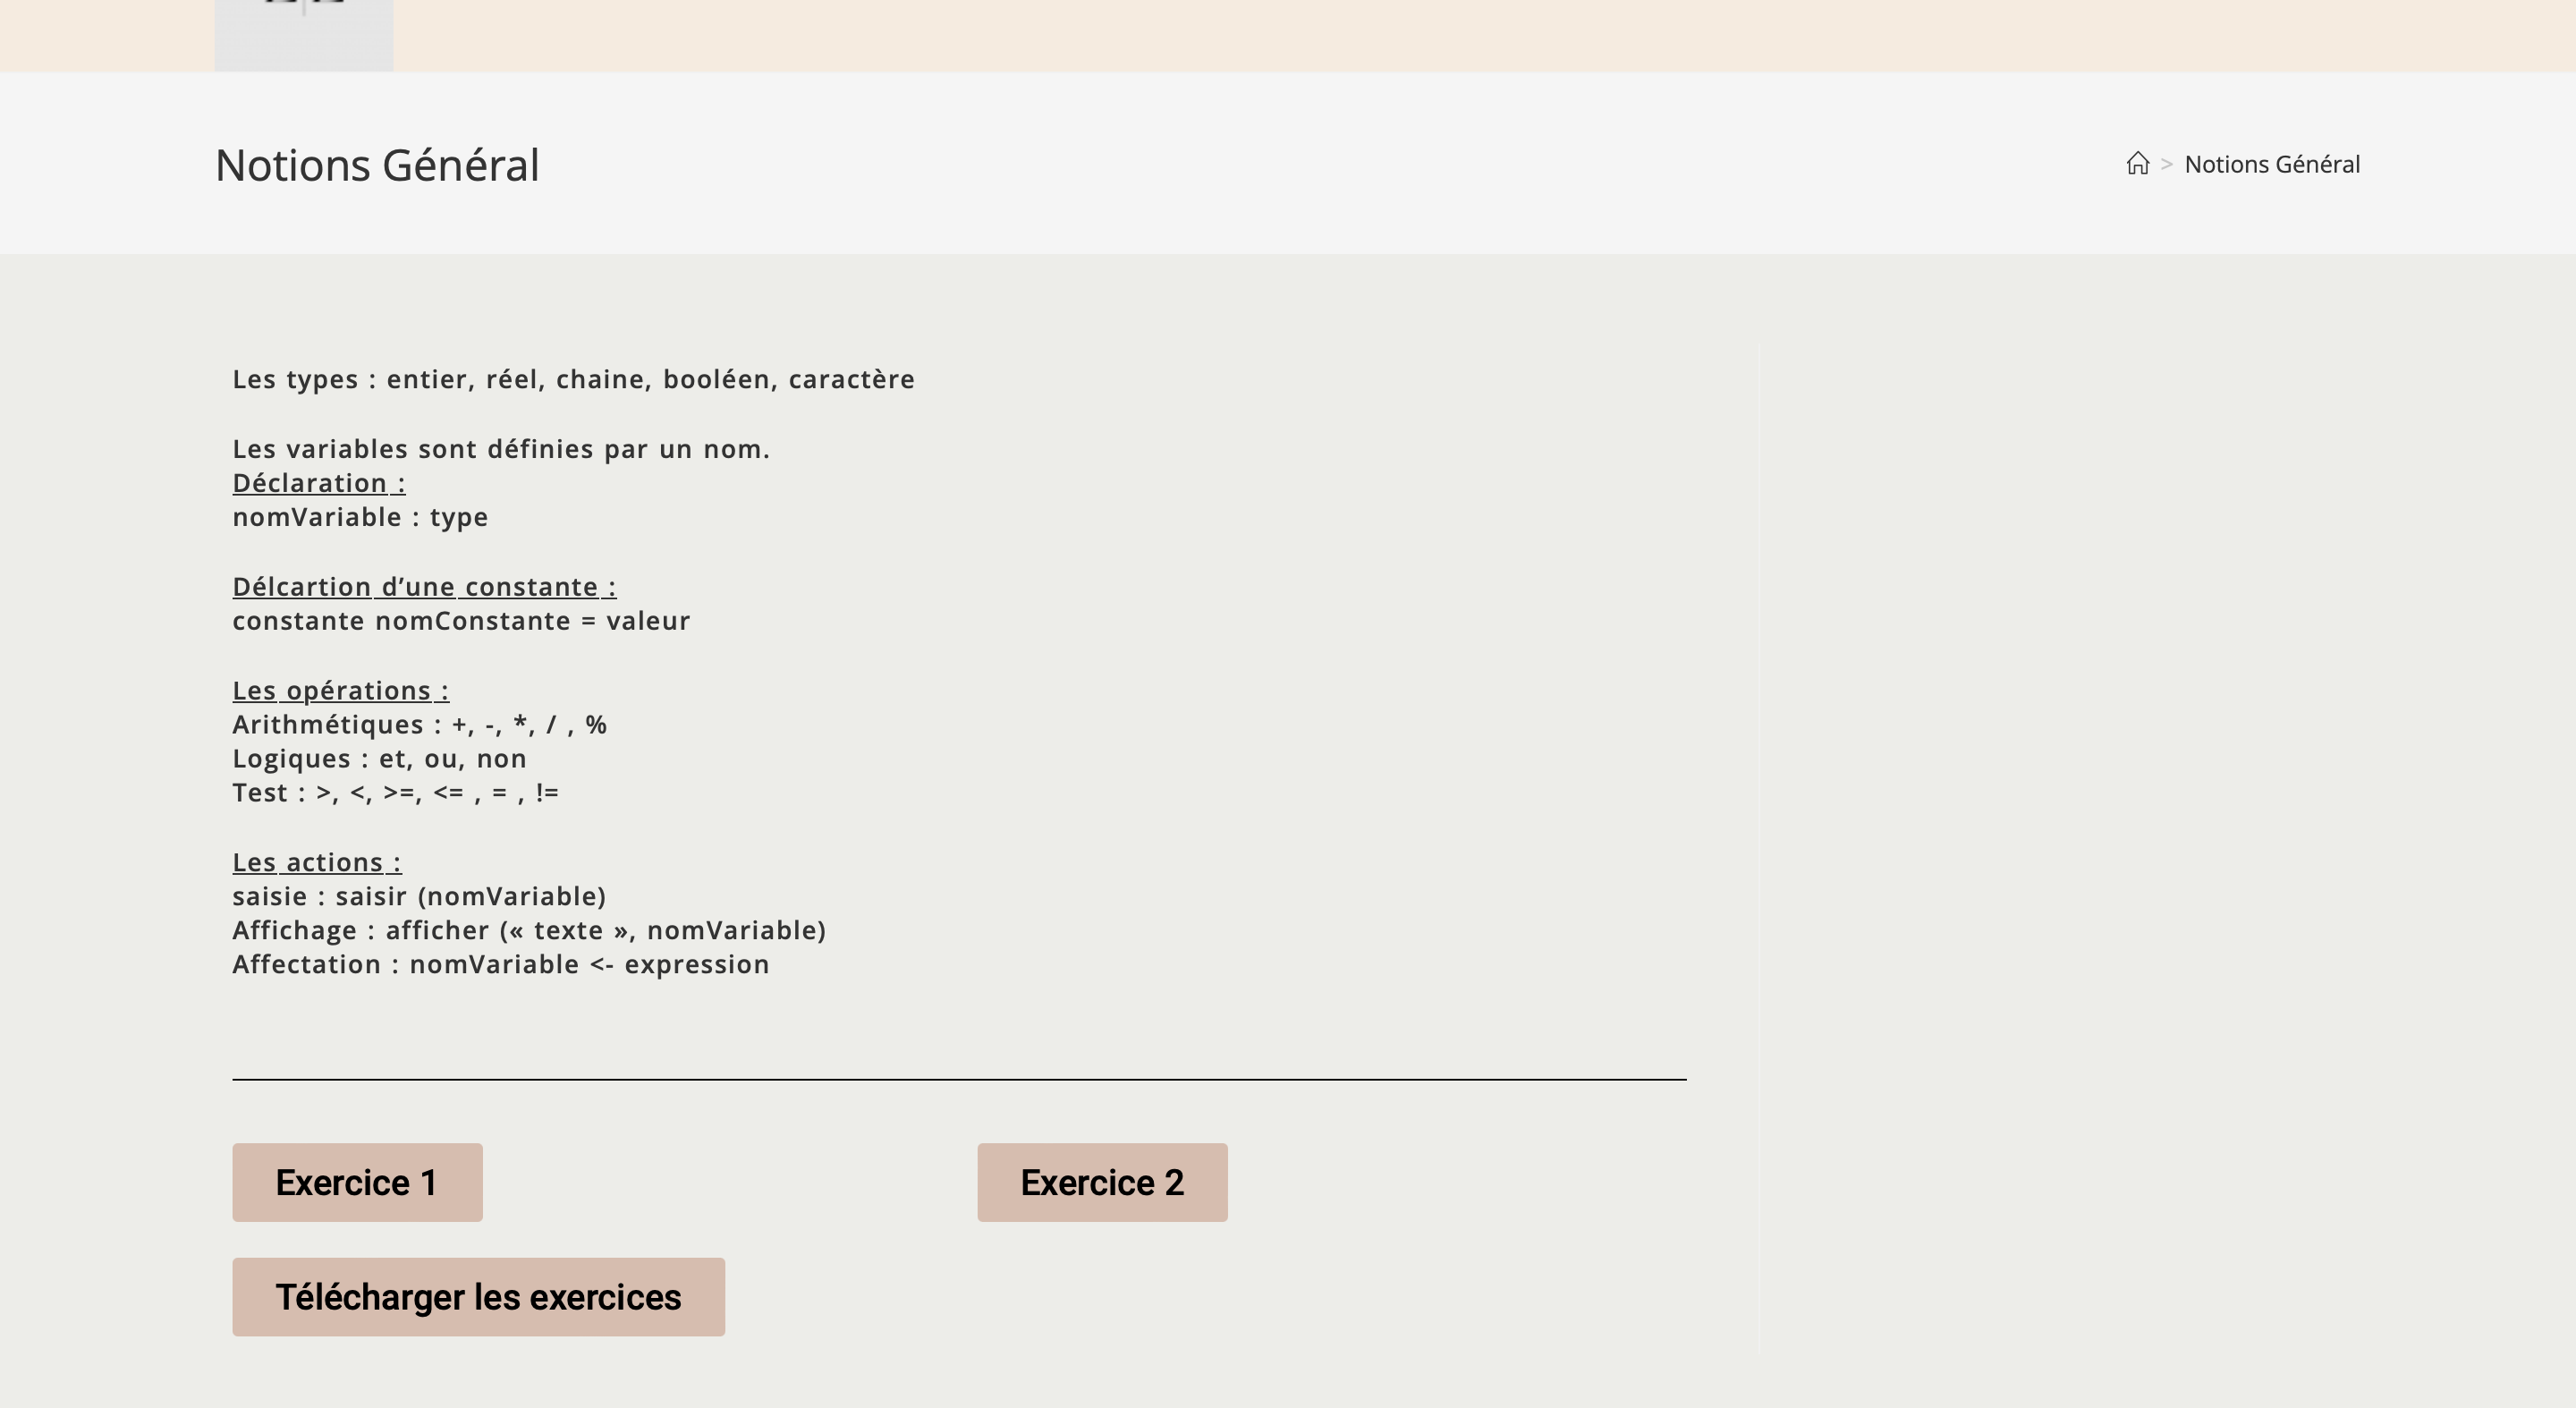 Notions Général
> Notions Général
Les types : entier, réel, chaine, booléen, caractère
Les variables sont définies par un nom.
Déclaration :
nomVariable : type
Délcartion d’une constante :
constante nomConstante = valeur
Les opérations :
Arithmétiques : +, -, *, / , %
Logiques : et, ou, non
Test : >, <, >=, <= , = , !=
Les actions :
saisie : saisir (nomVariable)
Affichage : afficher (« texte », nomVariable)
Affectation : nomVariable <- expression
Exercice 1
Exercice 2
Télécharger les exercices